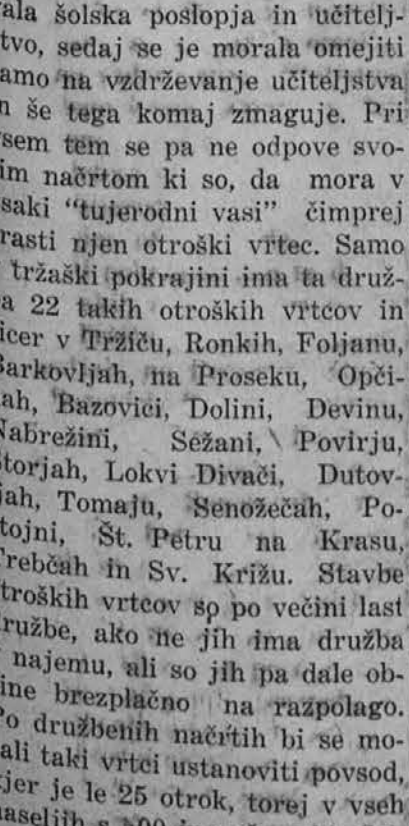 ala šolska poslopja in učitelj-
tvo, sedaj se je morala omejiti
amo na vzdrževanje učiteljstva
n še tega komaj zmaguje. Pri
sem tem se pa ne odpove svo-
im načrtom ki so, da mora v
saki “tujerodni vasi” čimprej
rasti njen otroški vrtec. Samo
tržaški pokrajini ima ta druž-
a 22 takih otroških vrtcov in
icer v Tržiču, Ronkih, Foljanu,
Barkovljah, na Proseku, Opči-
ah, Bazovici, Dolini, Devinu,
Nabrežini, Sežani, Povirju,
Štorjah, Lokvi Divači, Dutov-
jah, Tomaju, Senožečah, Po-
tojni, Št. Petru na Krasu,
Trebčah in Sv. Križu. Stavbe
troških vrtcov so po večini last
družbe, ako ne jih ima družba
najemu, ali so jih pa dale ob-
ine brezplačno na razpolago.
Po družbenih načrtih bi se mo-
ali taki vrtci ustanoviti povsod,
jer je le 25 otrok, torej v vseh
naseljih s